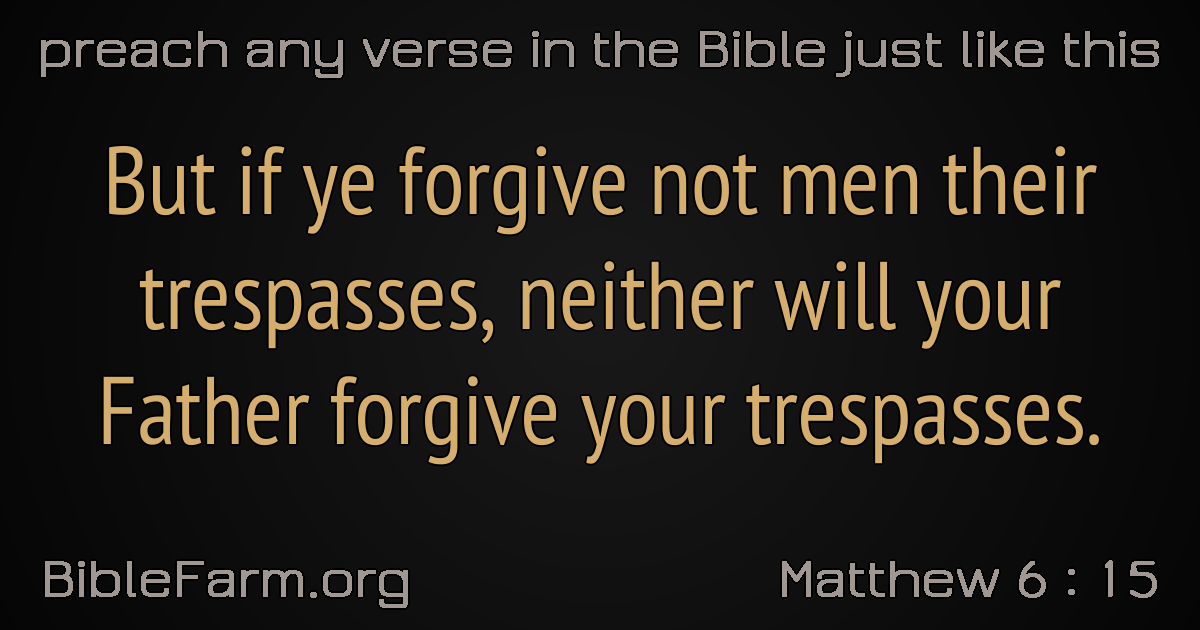 preach any verse in the Bible just like this
But if ye forgive not men their
trespasses, neither will your
Father forgive your trespasses.
BibleFarm.org
Matthew 6 : 15